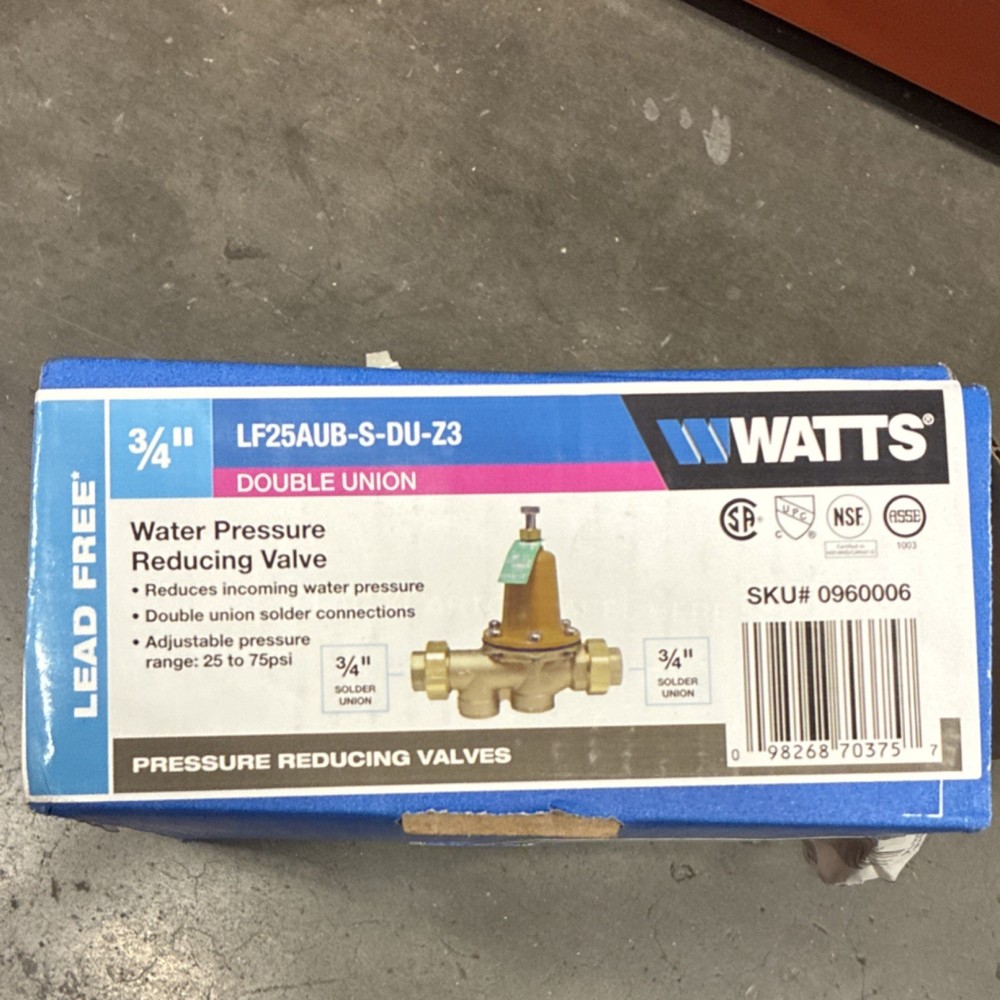 LEAD FREE*
3/4"
LF25AUB-S-DU-Z3
DOUBLE UNION
WATTS®
Water Pressure
Reducing Valve
• Reduces incoming water pressure
• Double union solder connections
• Adjustable pressure
range: 25 to 75psi
3/4"
SOLDER
UNION
3/4"
SOLDER
UNION
SA®
UPC
C ®
NSF
ASSE
1003
SKU# 0960006
0 98268 70375 7
PRESSURE REDUCING VALVES